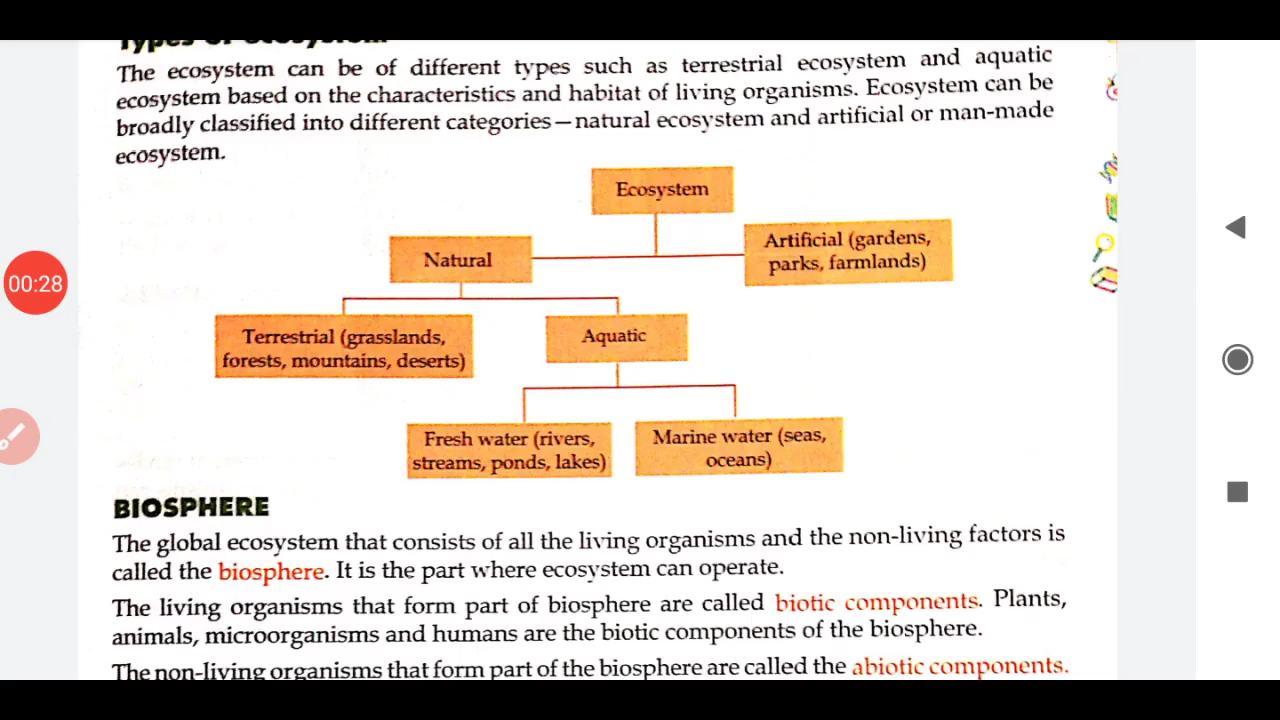 Types of ecosystem
The ecosystem can be of different types such as terrestrial ecosystem and aquatic
ecosystem based on the characteristics and habitat of living organisms. Ecosystem can be
broadly classified into different categories—natural ecosystem and artificial or man-made
ecosystem.
Ecosystem
Natural
Artificial (gardens,
parks, farmlands)
Terrestrial (grasslands,
forests, mountains, deserts)
Aquatic
Fresh water (rivers,
streams, ponds, lakes)
Marine water (seas,
oceans)
00:28
BIOSPHERE
The global ecosystem that consists of all the living organisms and the non-living factors is
called the biosphere. It is the part where ecosystem can operate.
The living organisms that form part of biosphere are called biotic components. Plants,
animals, microorganisms and humans are the biotic components of the biosphere.
The non-living organisms that form part of the biosphere are called the abiotic components.